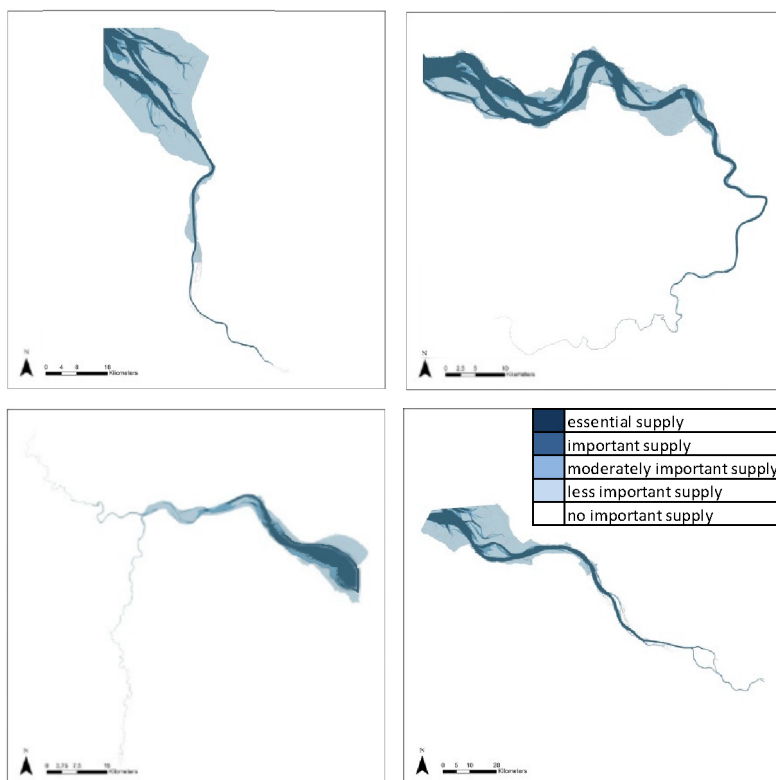 N
0 4 8 16
Kilometers
N
0 2.5 5 10
Kilometers
essential supply
important supply
moderately important supply
less important supply
no important supply
N
0 3.75 7.5 15
Kilometers
N
0 5 10 20
Kilometers